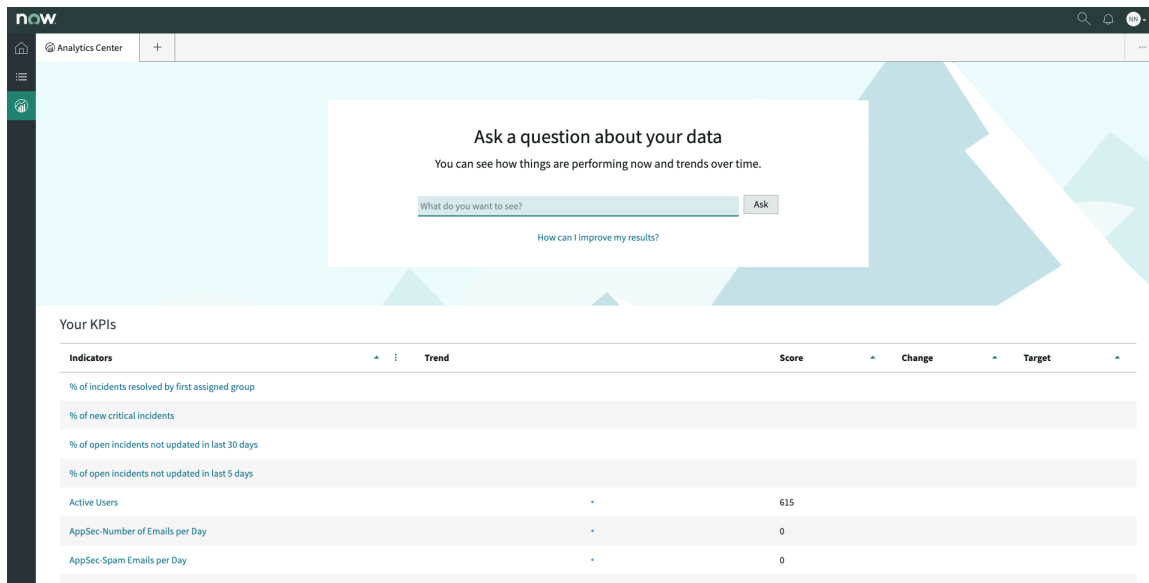 now
NN
Analytics Center
+
...
Ask a question about your data
You can see how things are performing now and trends over time.
What do you want to see?
Ask
How can I improve my results?
Your KPIs
Indicators Trend Score Change Target
% of incidents resolved by first assigned group
% of new critical incidents
% of open incidents not updated in last 30 days
% of open incidents not updated in last 5 days
Active Users 615
AppSec-Number of Emails per Day 0
AppSec-Spam Emails per Day 0